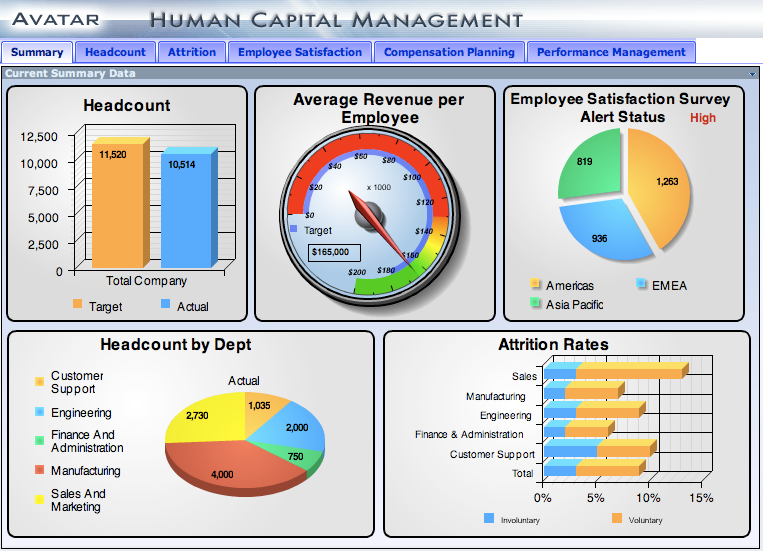 AVATAR HUMAN CAPITAL MANAGEMENT
Summary Headcount Attrition Employee Satisfaction Compensation Planning Performance Management
Current Summary Data
Headcount
12,500
10,000
7,500
5,000
2,500
0
11,520
10,514
Total Company
Target Actual
Average Revenue per
Employee
$0
$20
$40
$60
$80
$100
$120
$140
$160
$180
$200
x 1000
Target
$165,000
Employee Satisfaction Survey
Alert Status High
819
1,263
936
Americas EMEA
Asia Pacific
Headcount by Dept
Customer
Support
Engineering
Finance And
Administration
Manufacturing
Sales And
Marketing
Actual
1,035
2,730
2,000
750
4,000
Attrition Rates
Sales
Manufacturing
Engineering
Finance & Administration
Customer Support
Total
0% 5% 10% 15%
Involuntary Voluntary